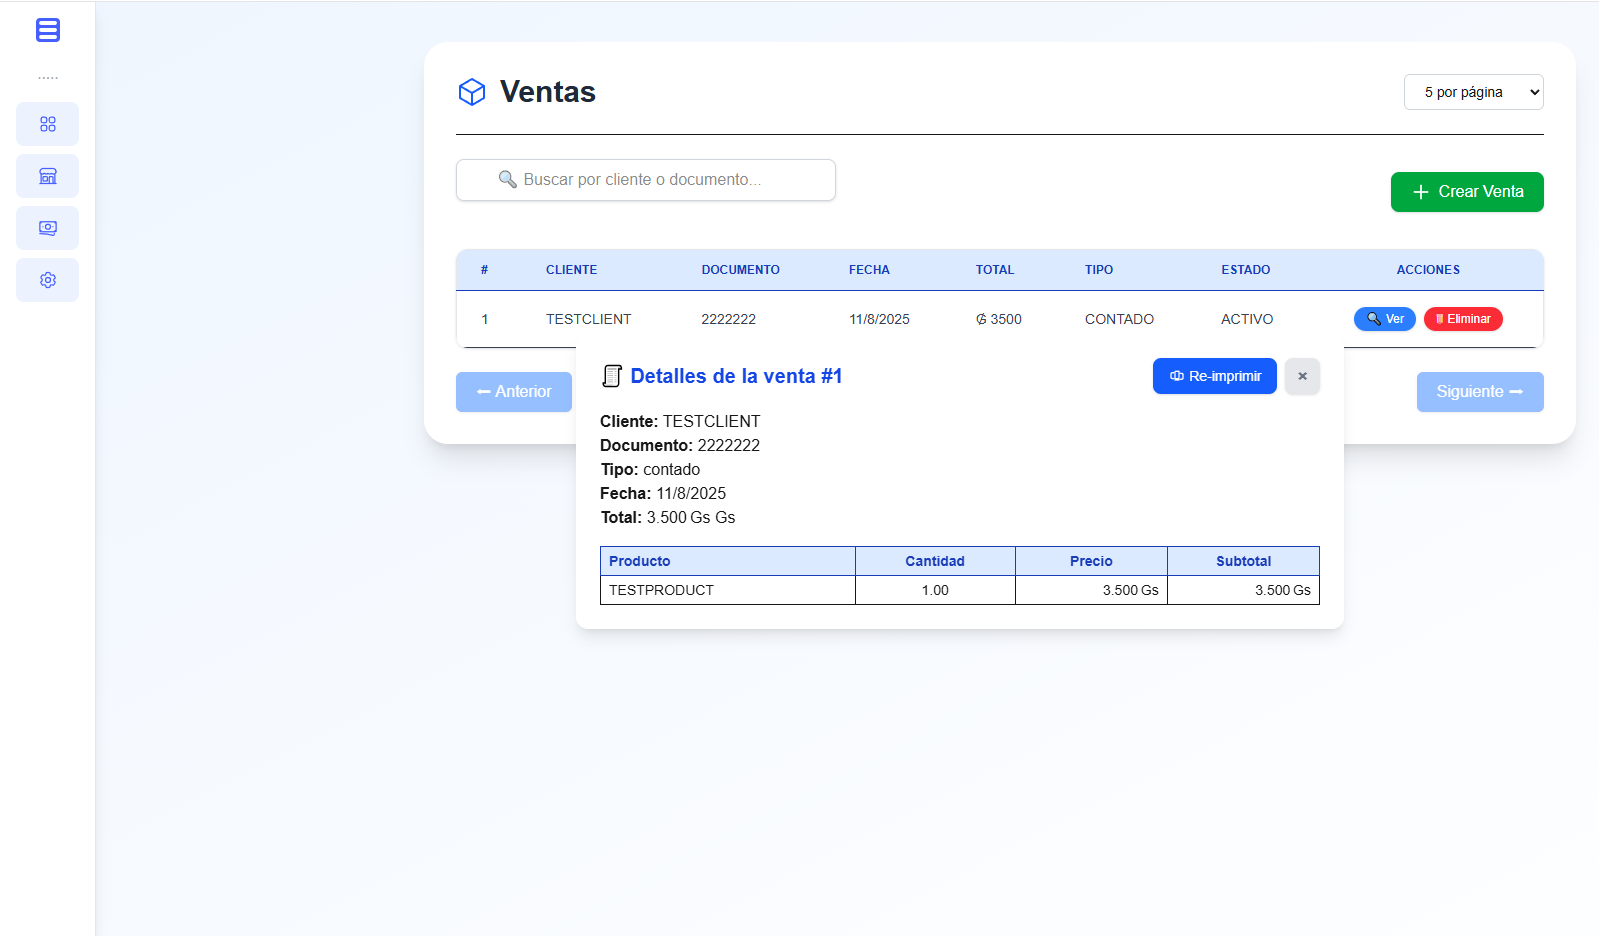 .....
Ventas
5 por página
🔍 Buscar por cliente o documento...
+ Crear Venta
# CLIENTE DOCUMENTO FECHA TOTAL TIPO ESTADO ACCIONES
1 TESTCLIENT 2222222 11/8/2025 ₲ 3500 CONTADO ACTIVO 🔍 Ver Eliminar
Detalles de la venta #1
Re-imprimir
×
⬅ Anterior
Siguiente ➡
Cliente: TESTCLIENT
Documento: 2222222
Tipo: contado
Fecha: 11/8/2025
Total: 3.500 Gs Gs
Producto Cantidad Precio Subtotal
TESTPRODUCT 1.00 3.500 Gs 3.500 Gs